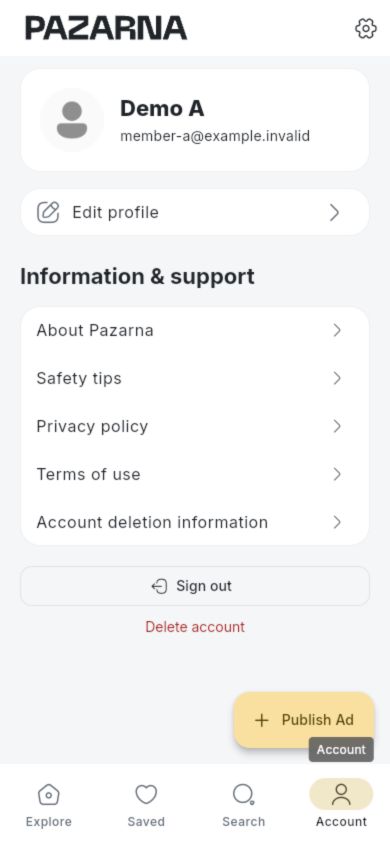 PAZARNA
Demo A
member-a@example.invalid
Edit profile
Information & support
About Pazarna
Safety tips
Privacy policy
Terms of use
Account deletion information
Sign out
Delete account
Publish Ad
Account
Explore
Saved
Search
Account